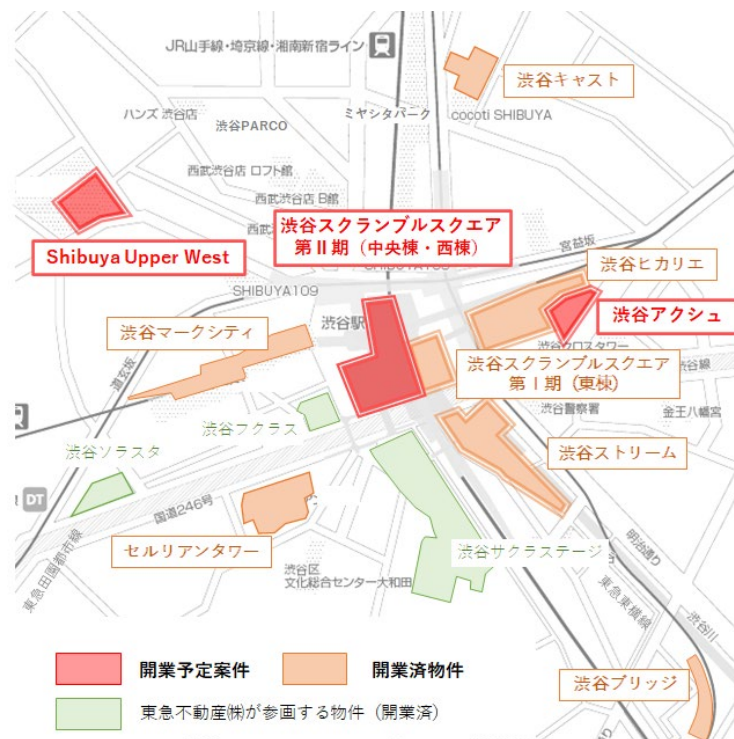 JR山手線・埼京線・湘南新宿ライン
渋谷キャスト
ハンズ 渋谷店
渋谷PARCO
ミヤシタパーク
cocoti SHIBUYA
西武渋谷店 ロフト館
西武渋谷店 B館
西武渋
渋谷スクランブルスクエア
第Ⅱ期（中央棟・西棟）
宮益坂
Shibuya Upper West
渋谷ヒカリエ
SHIBUYA109
渋谷アクシュ
渋谷マークシティ
渋谷駅
渋谷クロスタワー
渋谷スクランブルスクエア
第Ⅰ期（東棟）
渋谷線
道玄坂
渋谷フクラス
渋谷警察署
金王八幡宮
渋谷ソラスタ
渋谷ストリーム
DT
国道246号
セルリアンタワー
渋谷サクラステージ
明治通り
東急田園都市線
渋谷区
文化総合センター大和田
東急東横線
渋谷川
開業予定案件
開業済物件
渋谷ブリッジ
東急不動産㈱が参画する物件（開業済）